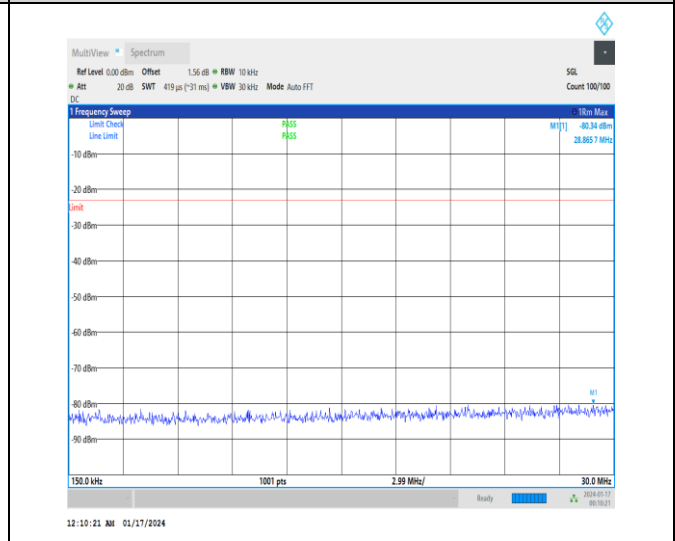 MultiView Spectrum
Ref Level 0.00 dBm Offset 1.56 dB RBW 10 kHz SGL
Att 20 dB SWT 419 µs (~31 ms) VBW 30 kHz Mode Auto FFT Count 100/100
DC
1 Frequency Sweep 1Rm Max
Limit Check PASS M1[1] -80.34 dBm
Line Limit PASS 28.865 7 MHz
-10 dBm
-20 dBm
Limit
-30 dBm
-40 dBm
-50 dBm
-60 dBm
-70 dBm
M1
-80 dBm
-90 dBm
150.0 kHz 1001 pts 2.99 MHz/ 30.0 MHz
Ready 2024-01-17
00:10:21
12:10:21 AM 01/17/2024